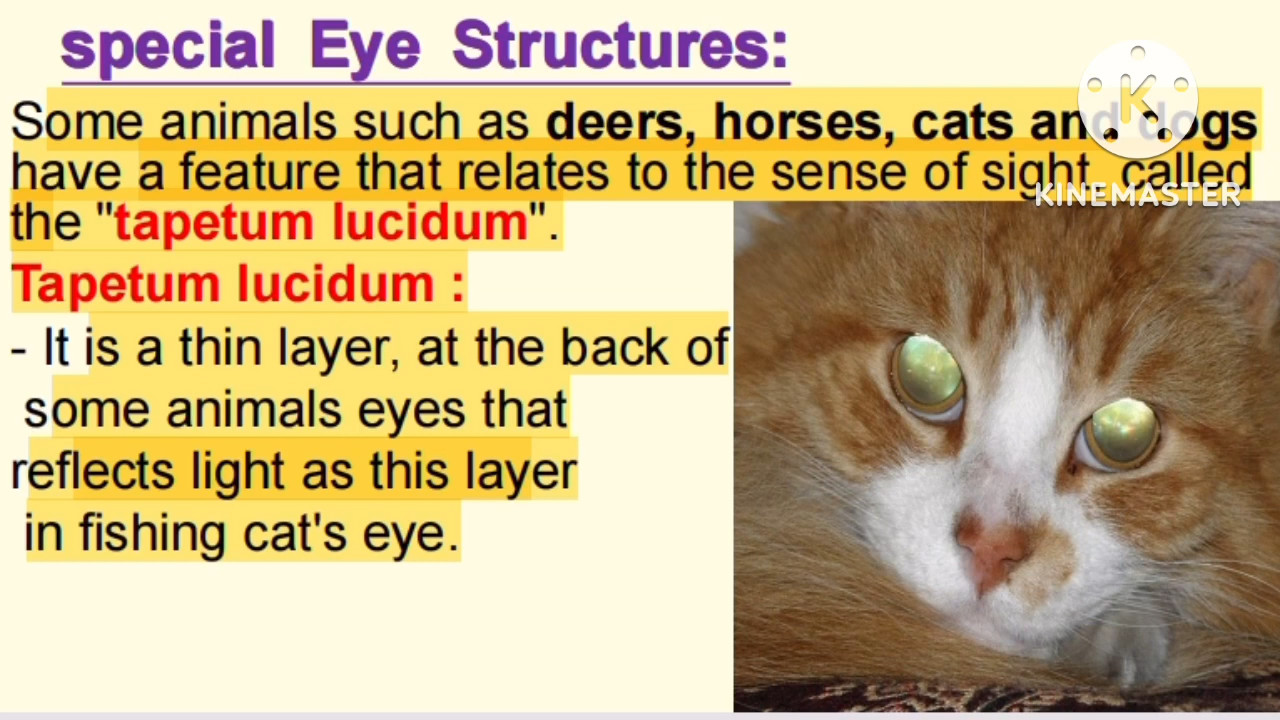 special Eye Structures:
Some animals such as deers, horses, cats and dogs
have a feature that relates to the sense of sight, called
the "tapetum lucidum".
Tapetum lucidum :
- It is a thin layer, at the back of
some animals eyes that
reflects light as this layer
in fishing cat's eye.
K
KINEMASTER